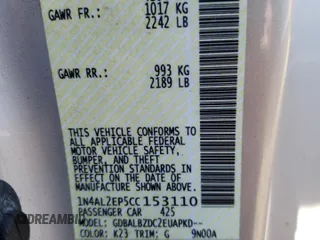 GAWR FR.: 1017 KG
2242 LB
GAWR RR.: 993 KG
2189 LB
THIS VEHICLE CONFORMS TO ALL
APPLICABLE FEDERAL MOTOR
VEHICLE SAFETY,
BUMPER, AND THEFT
PREVENTION STANDARDS IN
EFFECT ON THE DATE OF
MANUFACTURE SHOWN ABOVE.
1N4AL2EP5CC153110
PASSENGER CAR 425
MODEL: GDBALBZDC2EUAPKD--
COLOR: K23 TRIM: G 9N00A